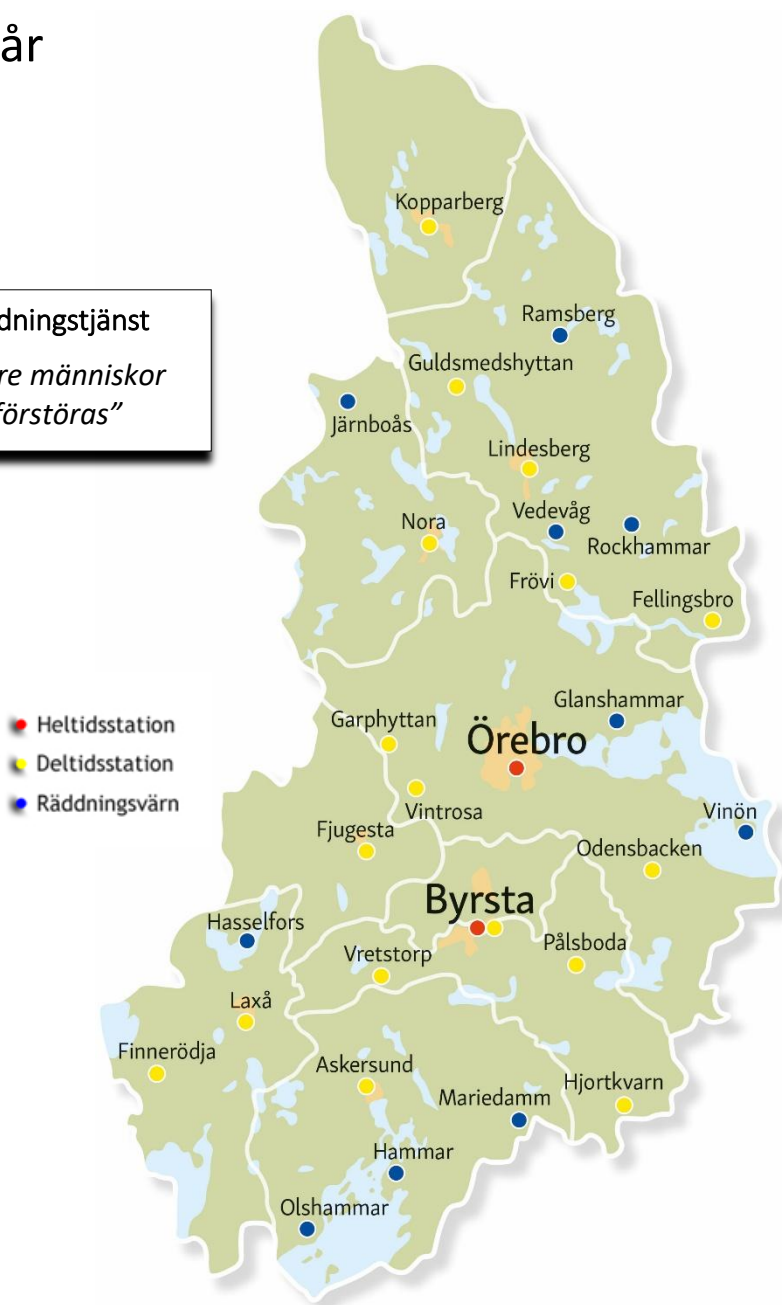 år
dningstjänst
re människor
förstöras”
Kopparberg
Ramsberg
Guldsmedshyttan
Järnboås
Lindesberg
Nora
Vedevåg
Rockhammar
Frövi
Fellingsbro
Glanshammar
Garphyttan
Örebro
Heltidsstation
Deltidsstation
Räddningsvärn
Vintrosa
Vinön
Fjugesta
Odensbacken
Byrsta
Hasselfors
Pålsboda
Vretstorp
Laxå
Finnerödja
Askersund
Hjortkvarn
Mariedamm
Hammar
Olshammar